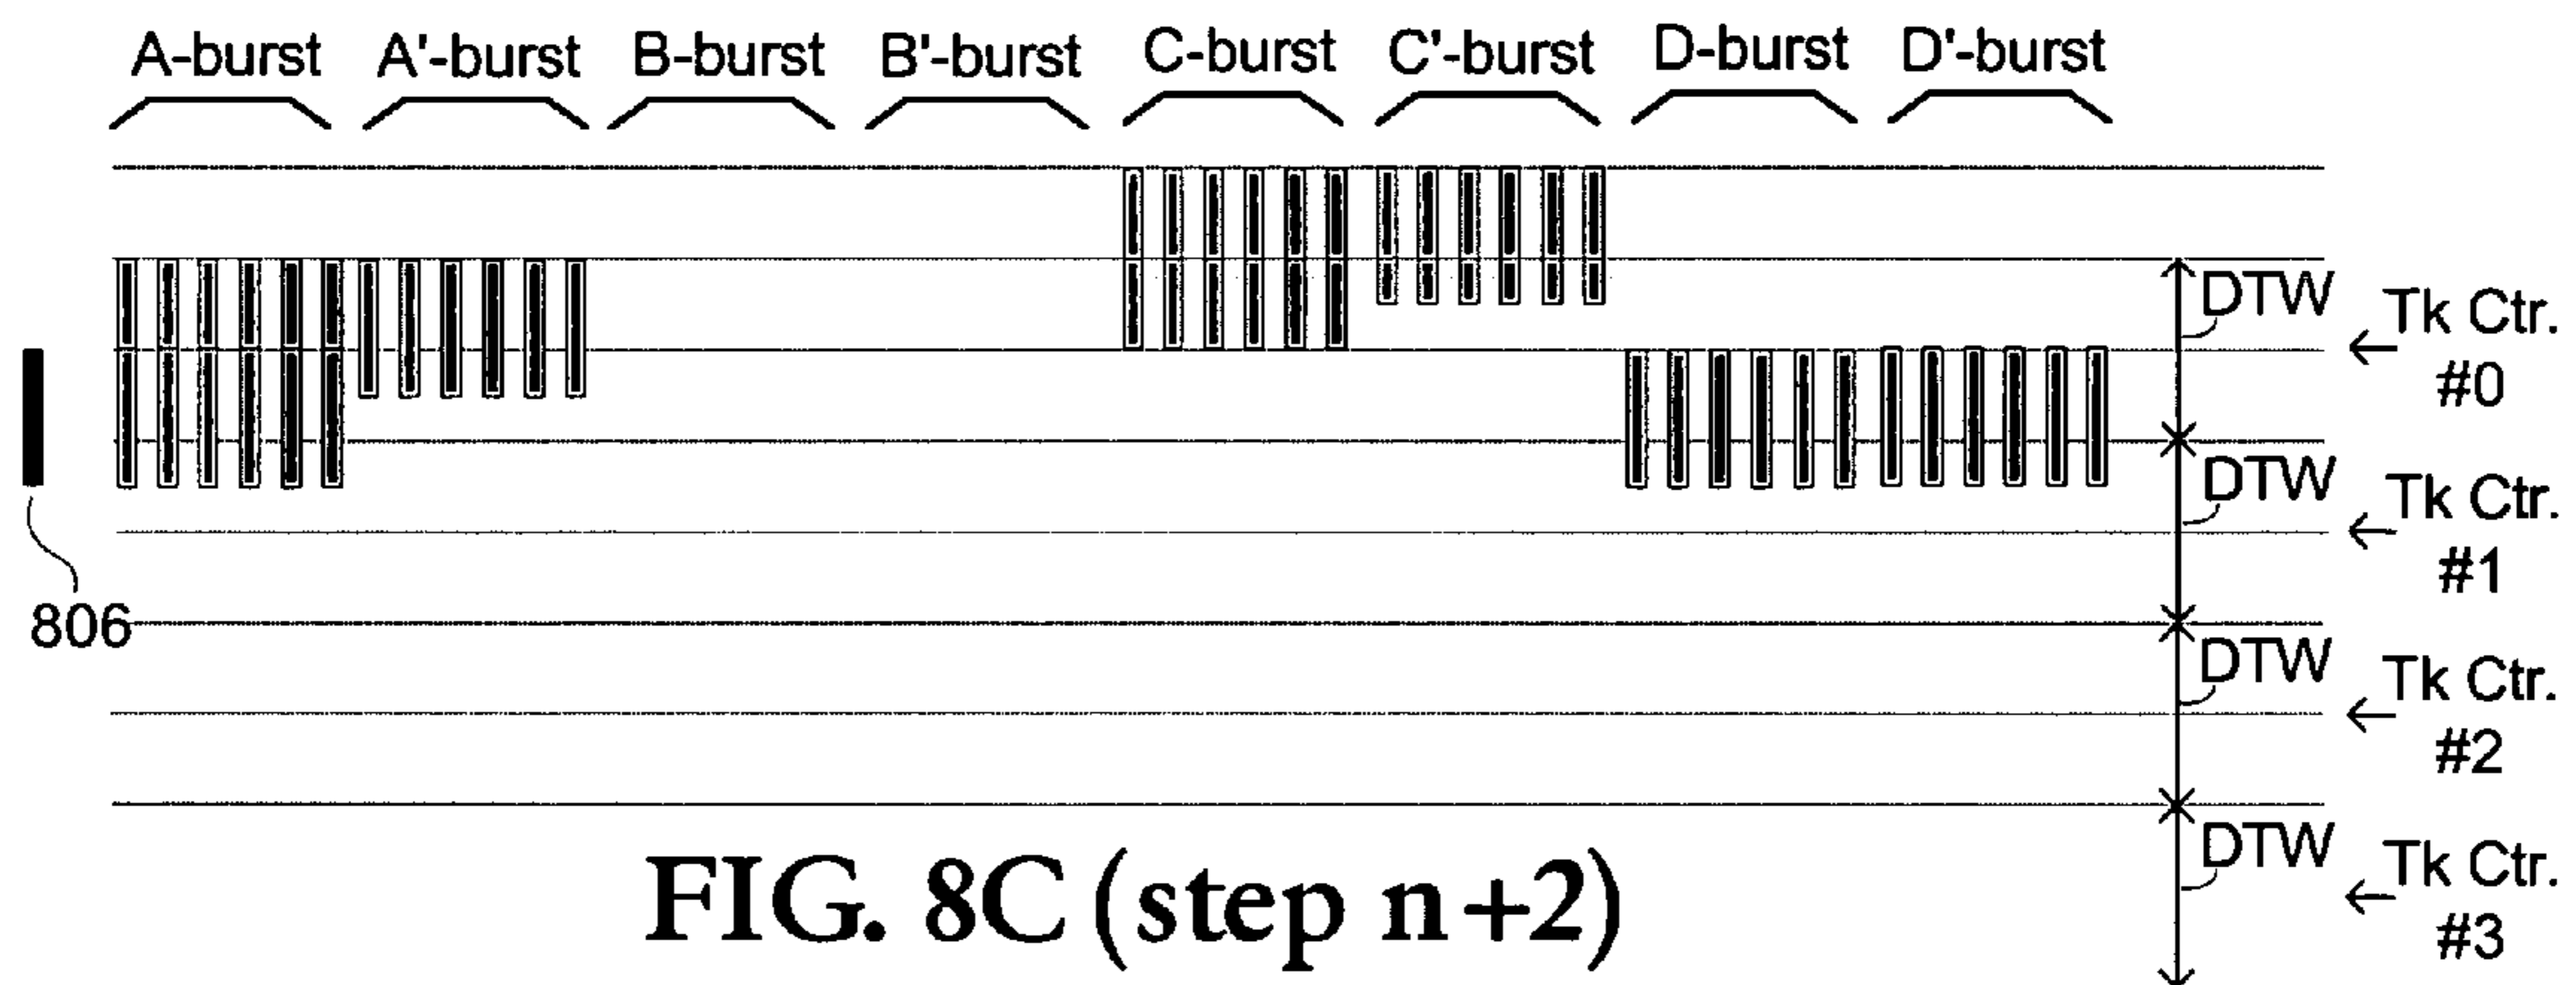 A-burst A'-burst B-burst B'-burst C-burst C'-burst D-burst D'-burst
DTW
Tk Ctr.
#0
DTW
Tk Ctr.
#1
806
DTW
Tk Ctr.
#2
DTW
Tk Ctr.
#3
FIG. 8C (step n+2)